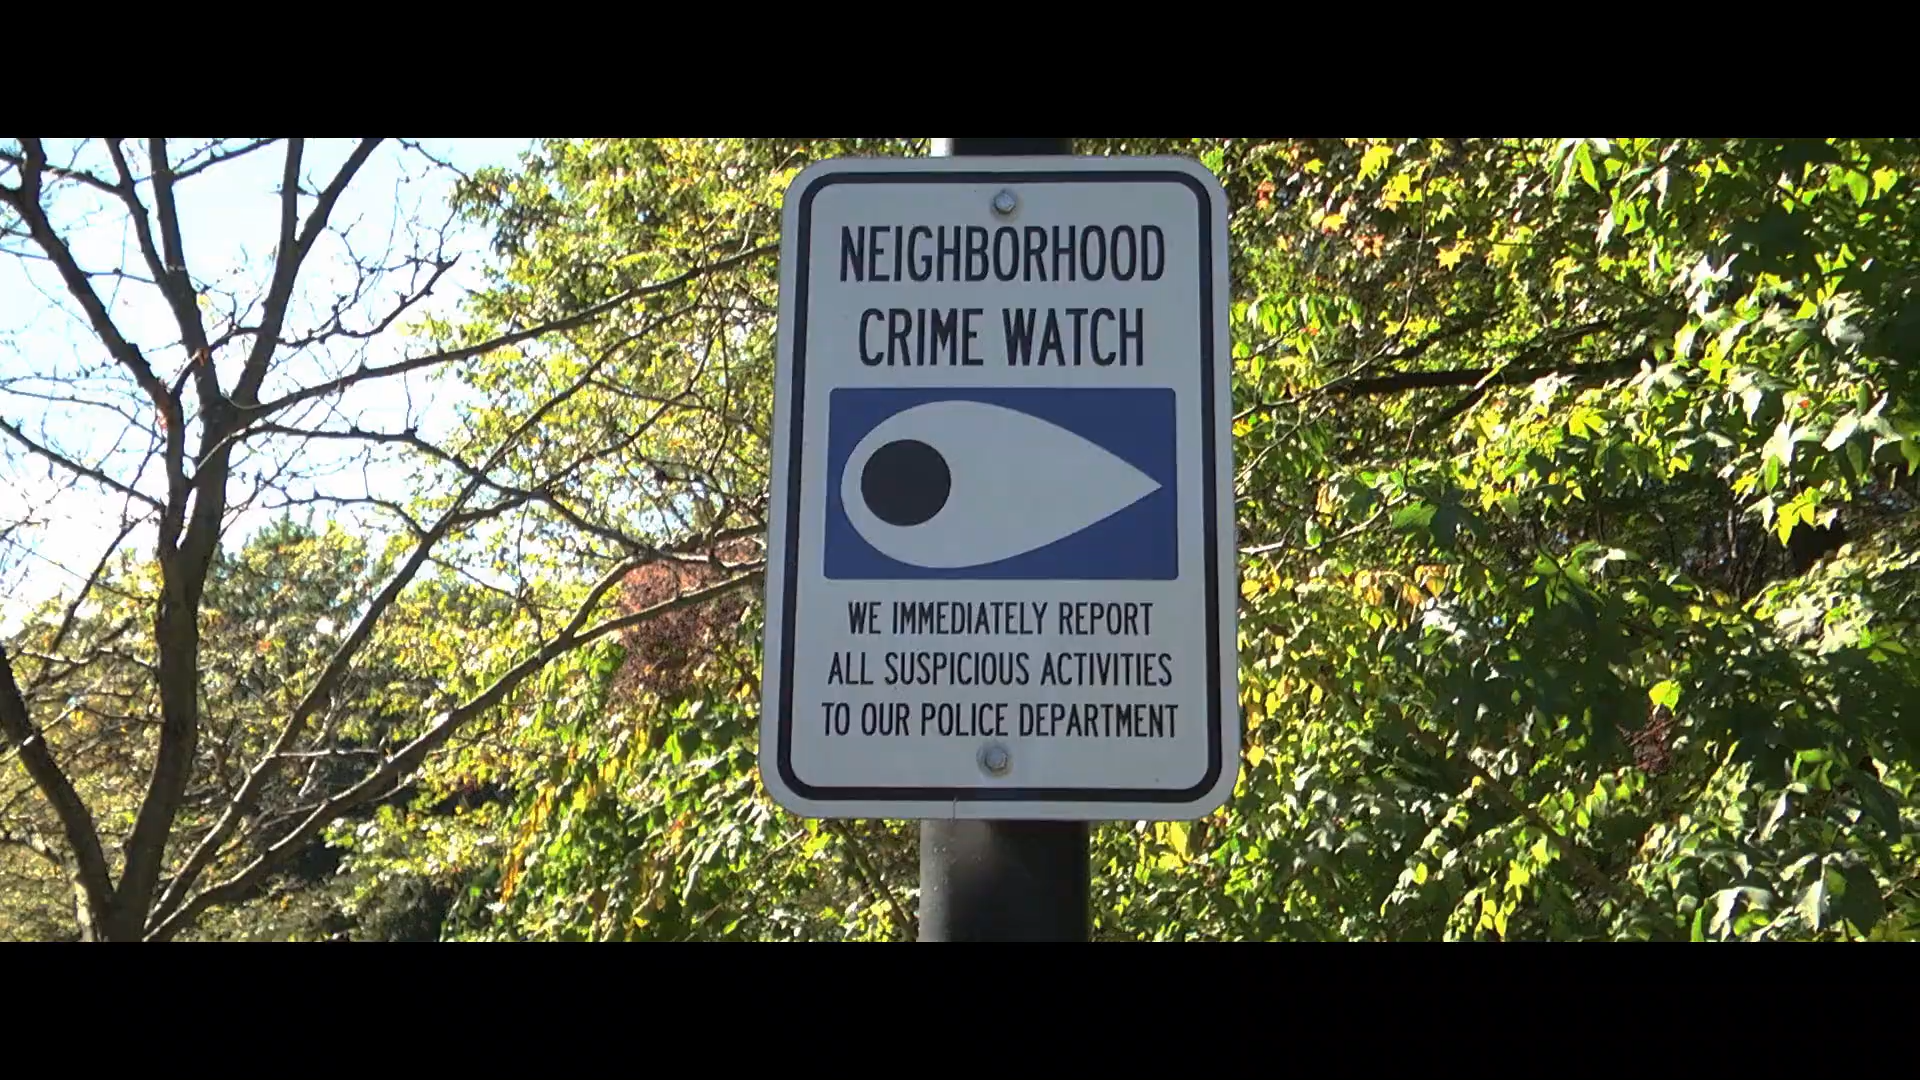 NEIGHBORHOOD
CRIME WATCH
WE IMMEDIATELY REPORT
ALL SUSPICIOUS ACTIVITIES
TO OUR POLICE DEPARTMENT